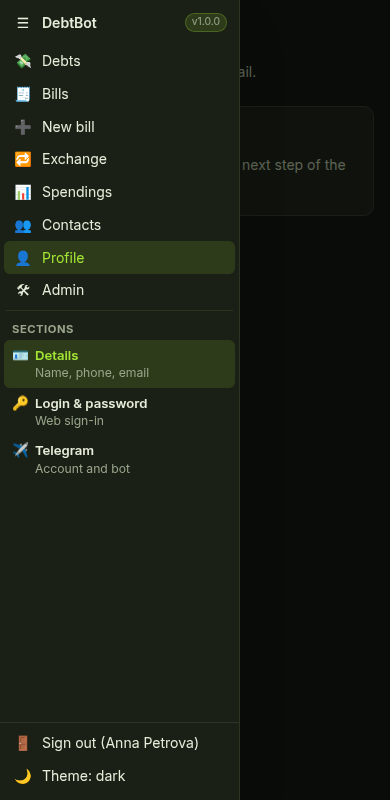 DebtBot v1.0.0
Debts
Bills
New bill
Exchange
Spendings
Contacts
Profile
Admin
SECTIONS
Details
Name, phone, email
Login & password
Web sign-in
Telegram
Account and bot
Sign out (Anna Petrova)
Theme: dark
ail.
next step of the